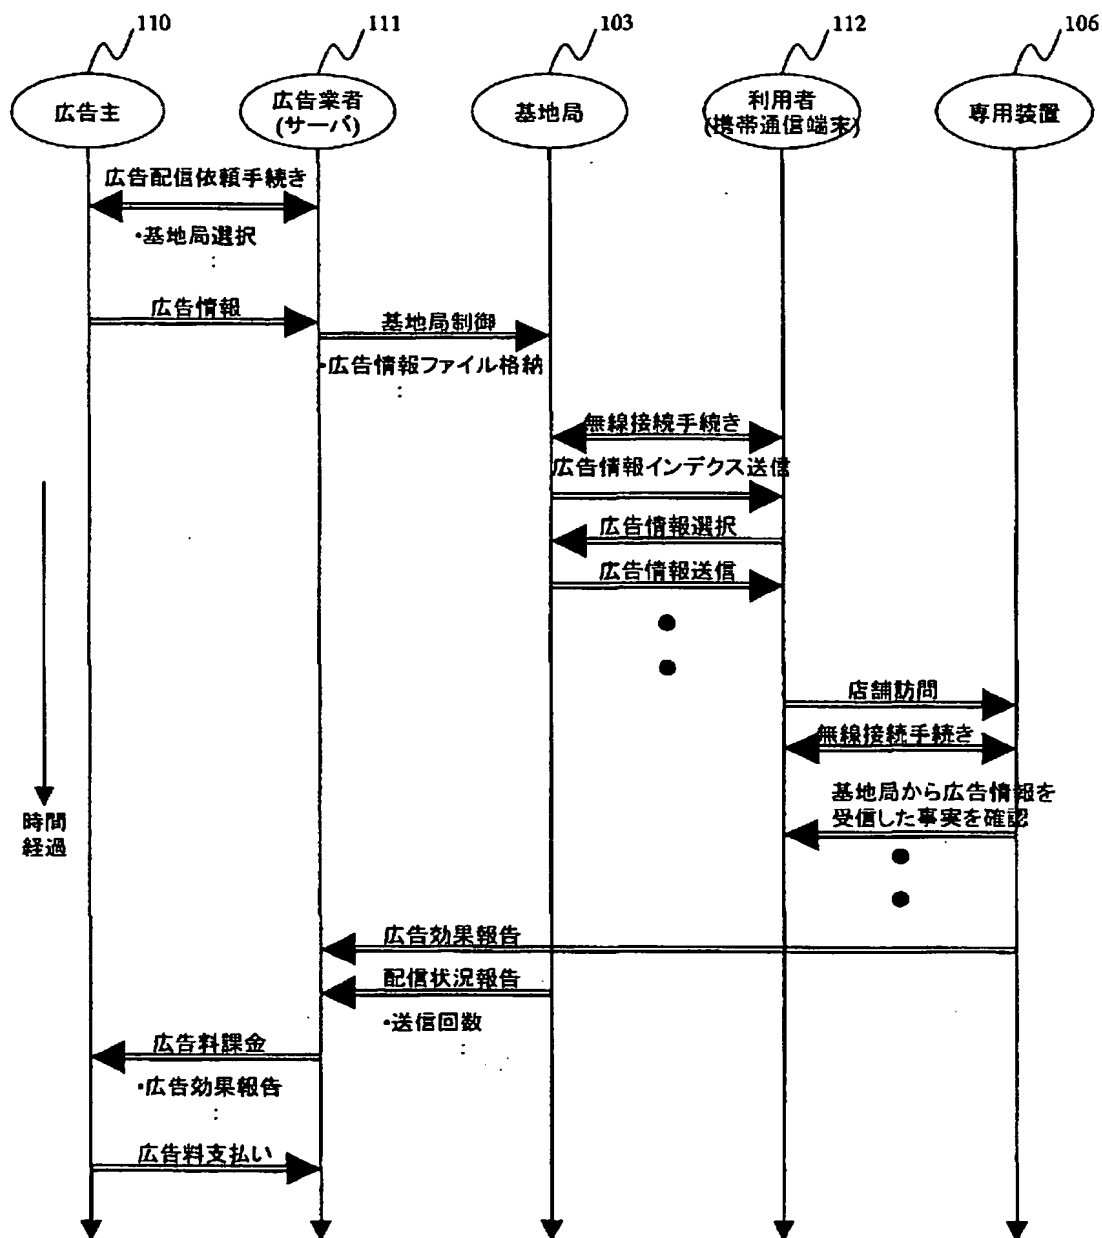 110
111
103
112
106
広告主
広告業者
(サーバ)
基地局
利用者
(携帯通信端末)
専用装置
広告配信依頼手続き
・基地局選択
⋮
広告情報
基地局制御
・広告情報ファイル格納
⋮
無線接続手続き
広告情報インデクス送信
広告情報選択
広告情報送信
店舗訪問
無線接続手続き
基地局から広告情報を
受信した事実を確認
時間
経過
広告効果報告
配信状況報告
・送信回数
⋮
広告料課金
・広告効果報告
⋮
広告料支払い